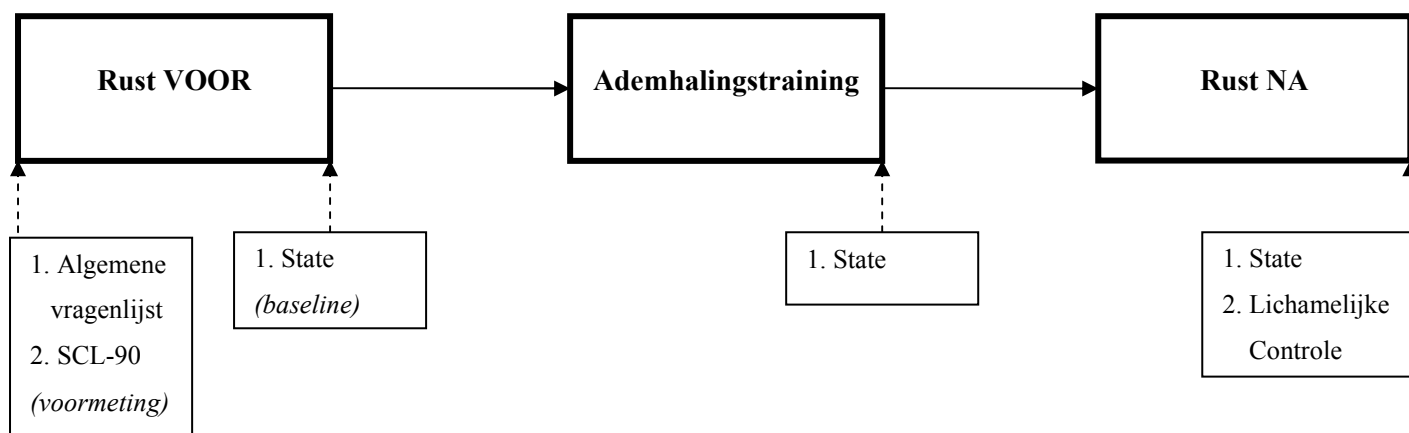 Rust VOOR
Ademhalingstraining
Rust NA
1. Algemene
vragenlijst
2. SCL-90
(voormeting)
1. State
(baseline)
1. State
1. State
2. Lichamelijke
Controle